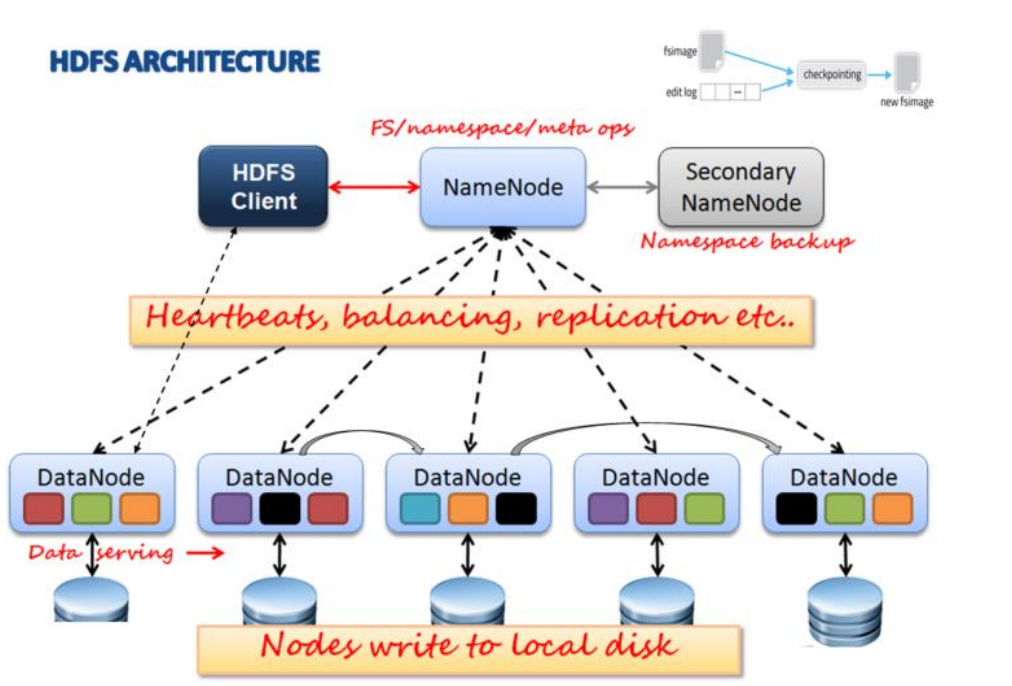 HDFS ARCHITECTURE
fsimage
checkpointing
edit log
new fsimage
FS/namespace/meta ops
HDFS
Client
NameNode
Secondary
NameNode
Namespace backup
Heartbeats, balancing, replication etc..
DataNode
DataNode
DataNode
DataNode
DataNode
Data serving
Nodes write to local disk